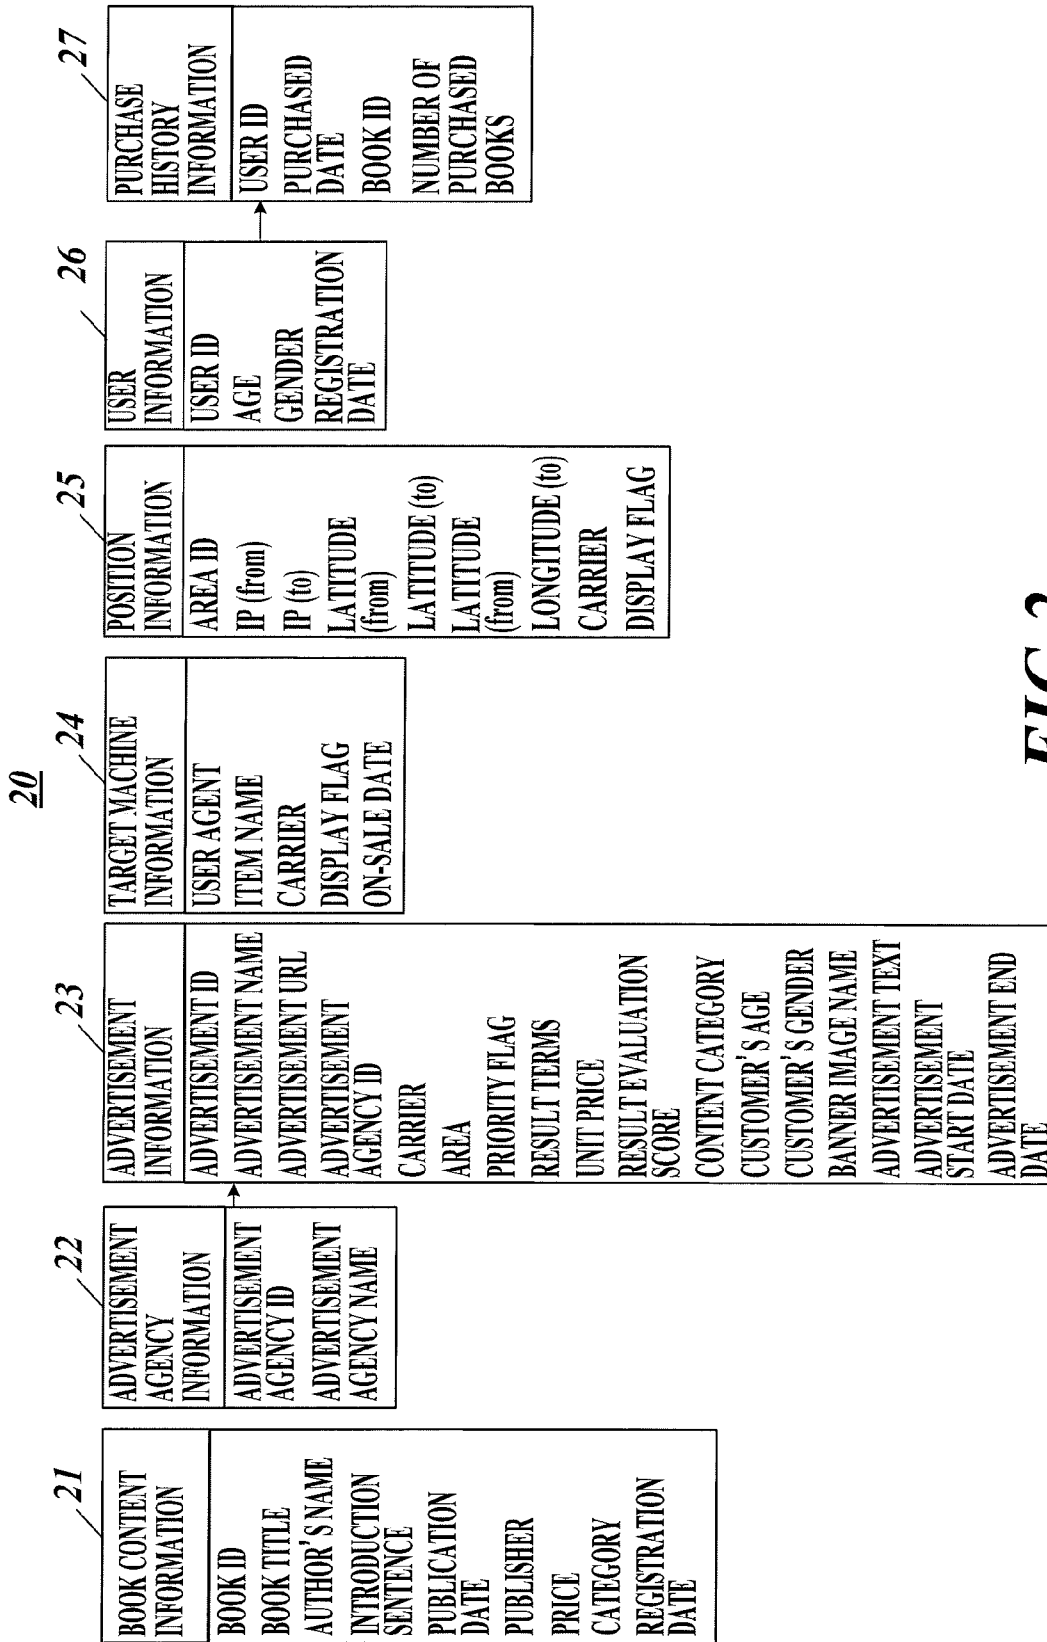 20
21
BOOK CONTENT
INFORMATION
BOOK ID
BOOK TITLE
AUTHOR'S NAME
INTRODUCTION
SENTENCE
PUBLICATION
DATE
PUBLISHER
PRICE
CATEGORY
REGISTRATION
DATE
22
ADVERTISEMENT
AGENCY
INFORMATION
ADVERTISEMENT
AGENCY ID
ADVERTISEMENT
AGENCY NAME
23
ADVERTISEMENT
INFORMATION
ADVERTISEMENT ID
ADVERTISEMENT NAME
ADVERTISEMENT URL
ADVERTISEMENT
AGENCY ID
CARRIER
AREA
PRIORITY FLAG
RESULT TERMS
UNIT PRICE
RESULT EVALUATION
SCORE
CONTENT CATEGORY
CUSTOMER'S AGE
CUSTOMER'S GENDER
BANNER IMAGE NAME
ADVERTISEMENT TEXT
ADVERTISEMENT
START DATE
ADVERTISEMENT END
DATE
24
TARGET MACHINE
INFORMATION
USER AGENT
ITEM NAME
CARRIER
DISPLAY FLAG
ON-SALE DATE
25
POSITION
INFORMATION
AREA ID
IP (from)
IP (to)
LATITUDE
(from)
LATITUDE (to)
LATITUDE
(from)
LONGITUDE (to)
CARRIER
DISPLAY FLAG
26
USER
INFORMATION
USER ID
AGE
GENDER
REGISTRATION
DATE
27
PURCHASE
HISTORY
INFORMATION
USER ID
PURCHASED
DATE
BOOK ID
NUMBER OF
PURCHASED
BOOKS